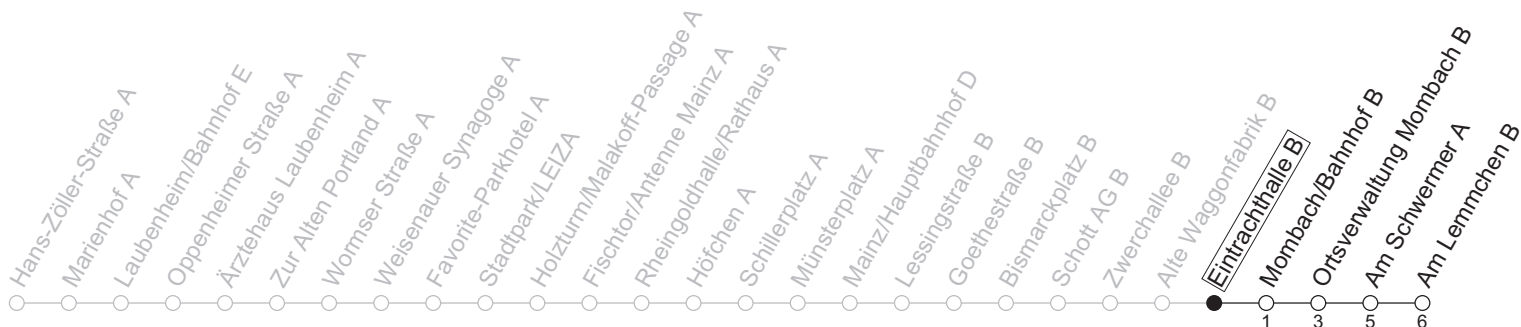 Hans-Zöller-Straße A
Marienhof A
Laubenheim/Bahnhof E
Oppenheimer Straße A
Ärztehaus Laubenheim A
Zur Alten Portland A
Wormser Straße A
Weisenauer Synagoge A
Favorite-Parkhotel A
Stadtpark/LEIZA
Holzturm/Malakoff-Passage A
Fischtor/Antenne Mainz A
Rheingoldhalle/Rathaus A
Höfchen A
Schillerplatz A
Münsterplatz A
Mainz/Hauptbahnhof D
Lessingstraße B
Goethestraße B
Bismarckplatz B
Schott AG B
Zwerchallee B
Alte Waggonfabrik B
Eintrachthalle B
Mombach/Bahnhof B
Ortsverwaltung Mombach B
Am Schwermer A
Am Lemmchen B
1 3 5 6